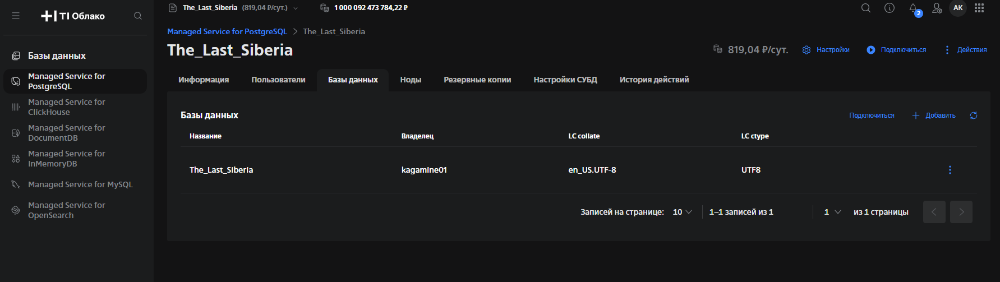 TI Облако
Базы данных
Managed Service for
PostgreSQL
Managed Service for
ClickHouse
Managed Service for
DocumentDB
Managed Service for
InMemoryDB
Managed Service for MySQL
Managed Service for
OpenSearch
The_Last_Siberia (819,04 ₽/сут.) 1 000 092 473 784,22 ₽
2 AK
Managed Service for PostgreSQL > The_Last_Siberia
The_Last_Siberia
819,04 ₽/сут. Настройки Подключиться Действия
Информация Пользователи Базы данных Ноды Резервные копии Настройки СУБД История действий
Базы данных Подключиться Добавить
Название Владелец LC collate LC ctype
The_Last_Siberia kagamine01 en_US.UTF-8 UTF8
Записей на странице: 10 1–1 записей из 1 1 из 1 страницы